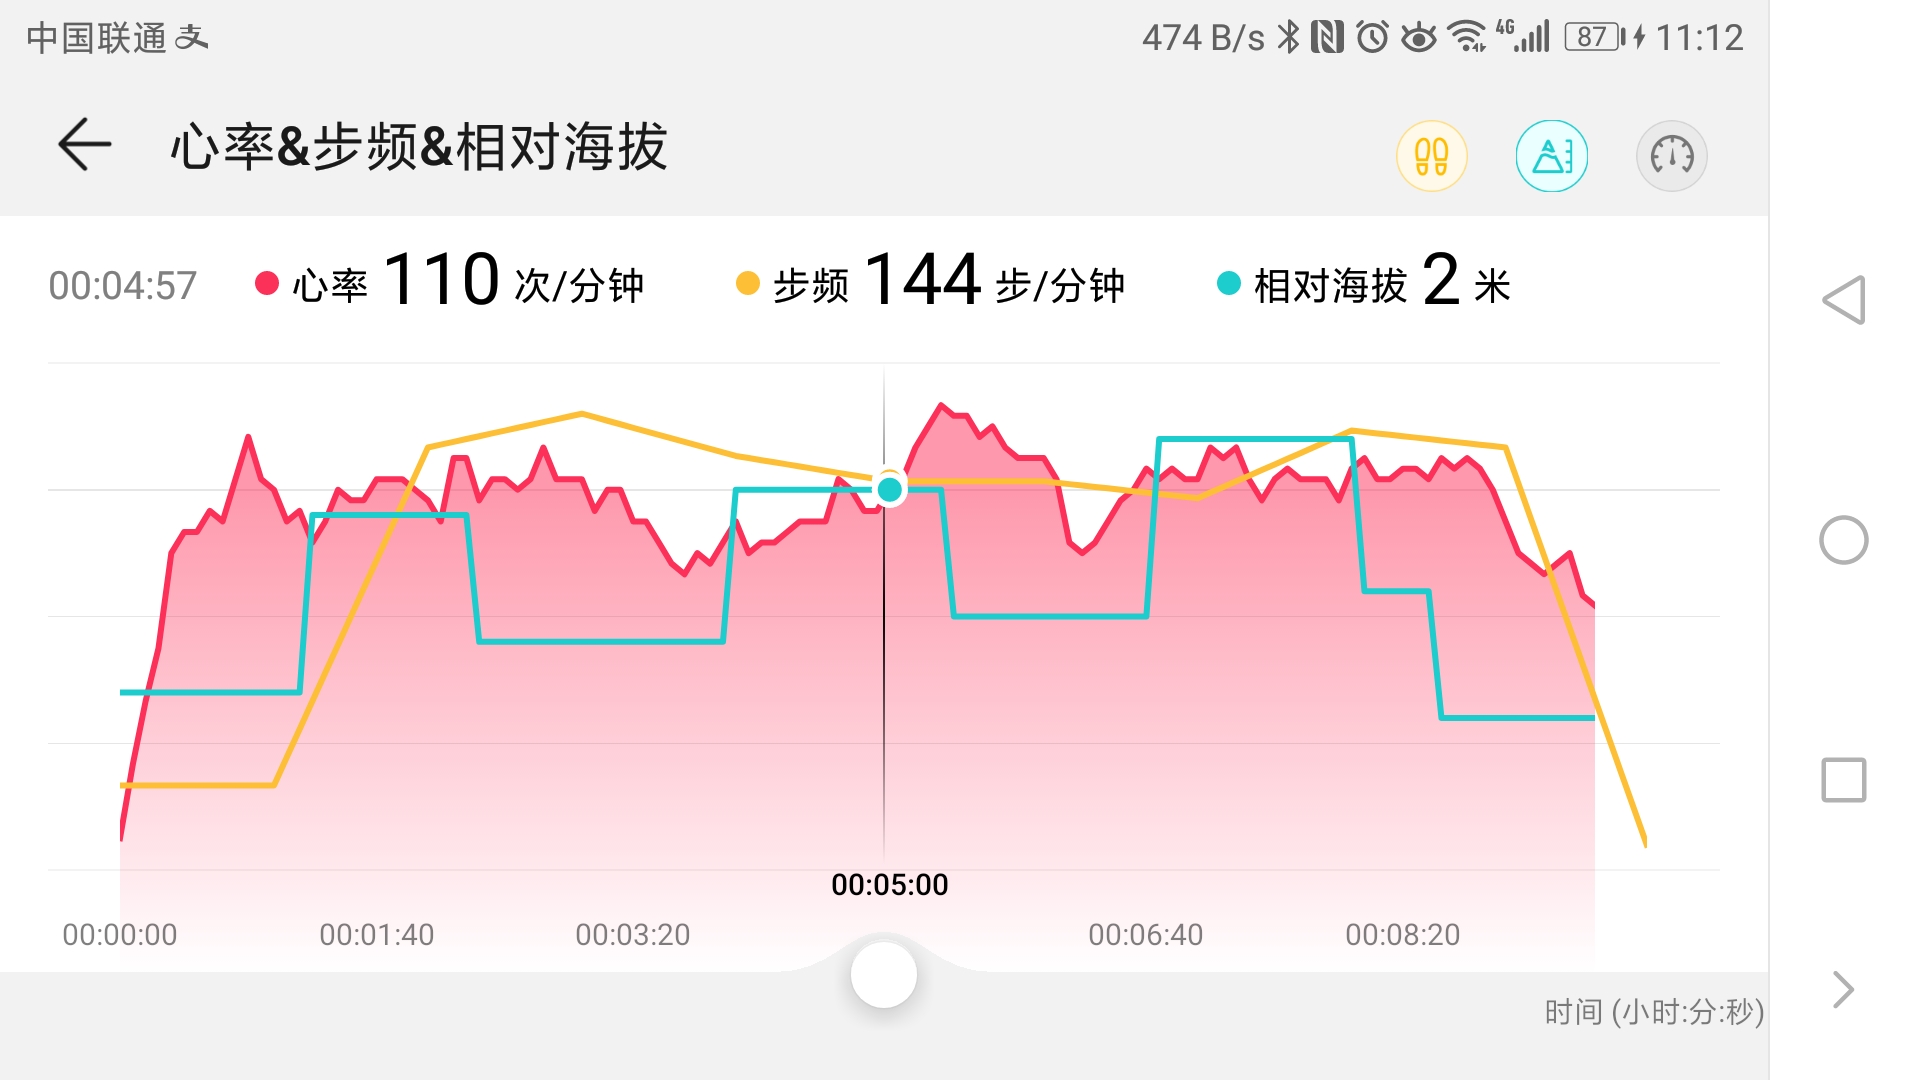 中国联通 支 474 B/s 4G 87 11:12
心率&步频&相对海拔
00:04:57 心率 110 次/分钟 步频 144 步/分钟 相对海拔 2 米
00:05:00
00:00:00 00:01:40 00:03:20 00:06:40 00:08:20
时间 (小时:分:秒)